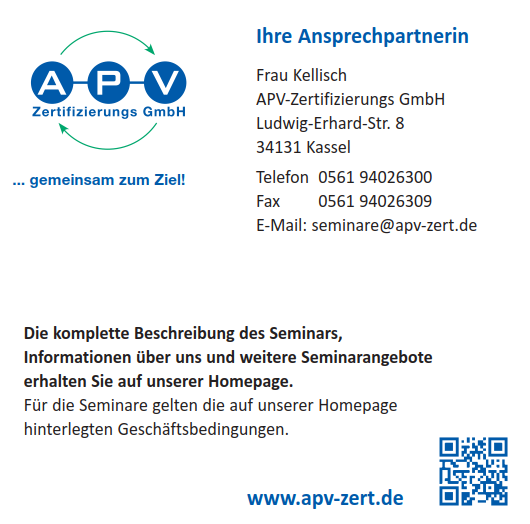 A P V
Zertifizierungs GmbH
... gemeinsam zum Ziel!
Ihre Ansprechpartnerin
Frau Kellisch
APV-Zertifizierungs GmbH
Ludwig-Erhard-Str. 8
34131 Kassel
Telefon 0561 94026300
Fax 0561 94026309
E-Mail: seminare@apv-zert.de
Die komplette Beschreibung des Seminars,
Informationen über uns und weitere Seminarangebote
erhalten Sie auf unserer Homepage.
Für die Seminare gelten die auf unserer Homepage
hinterlegten Geschäftsbedingungen.
www.apv-zert.de